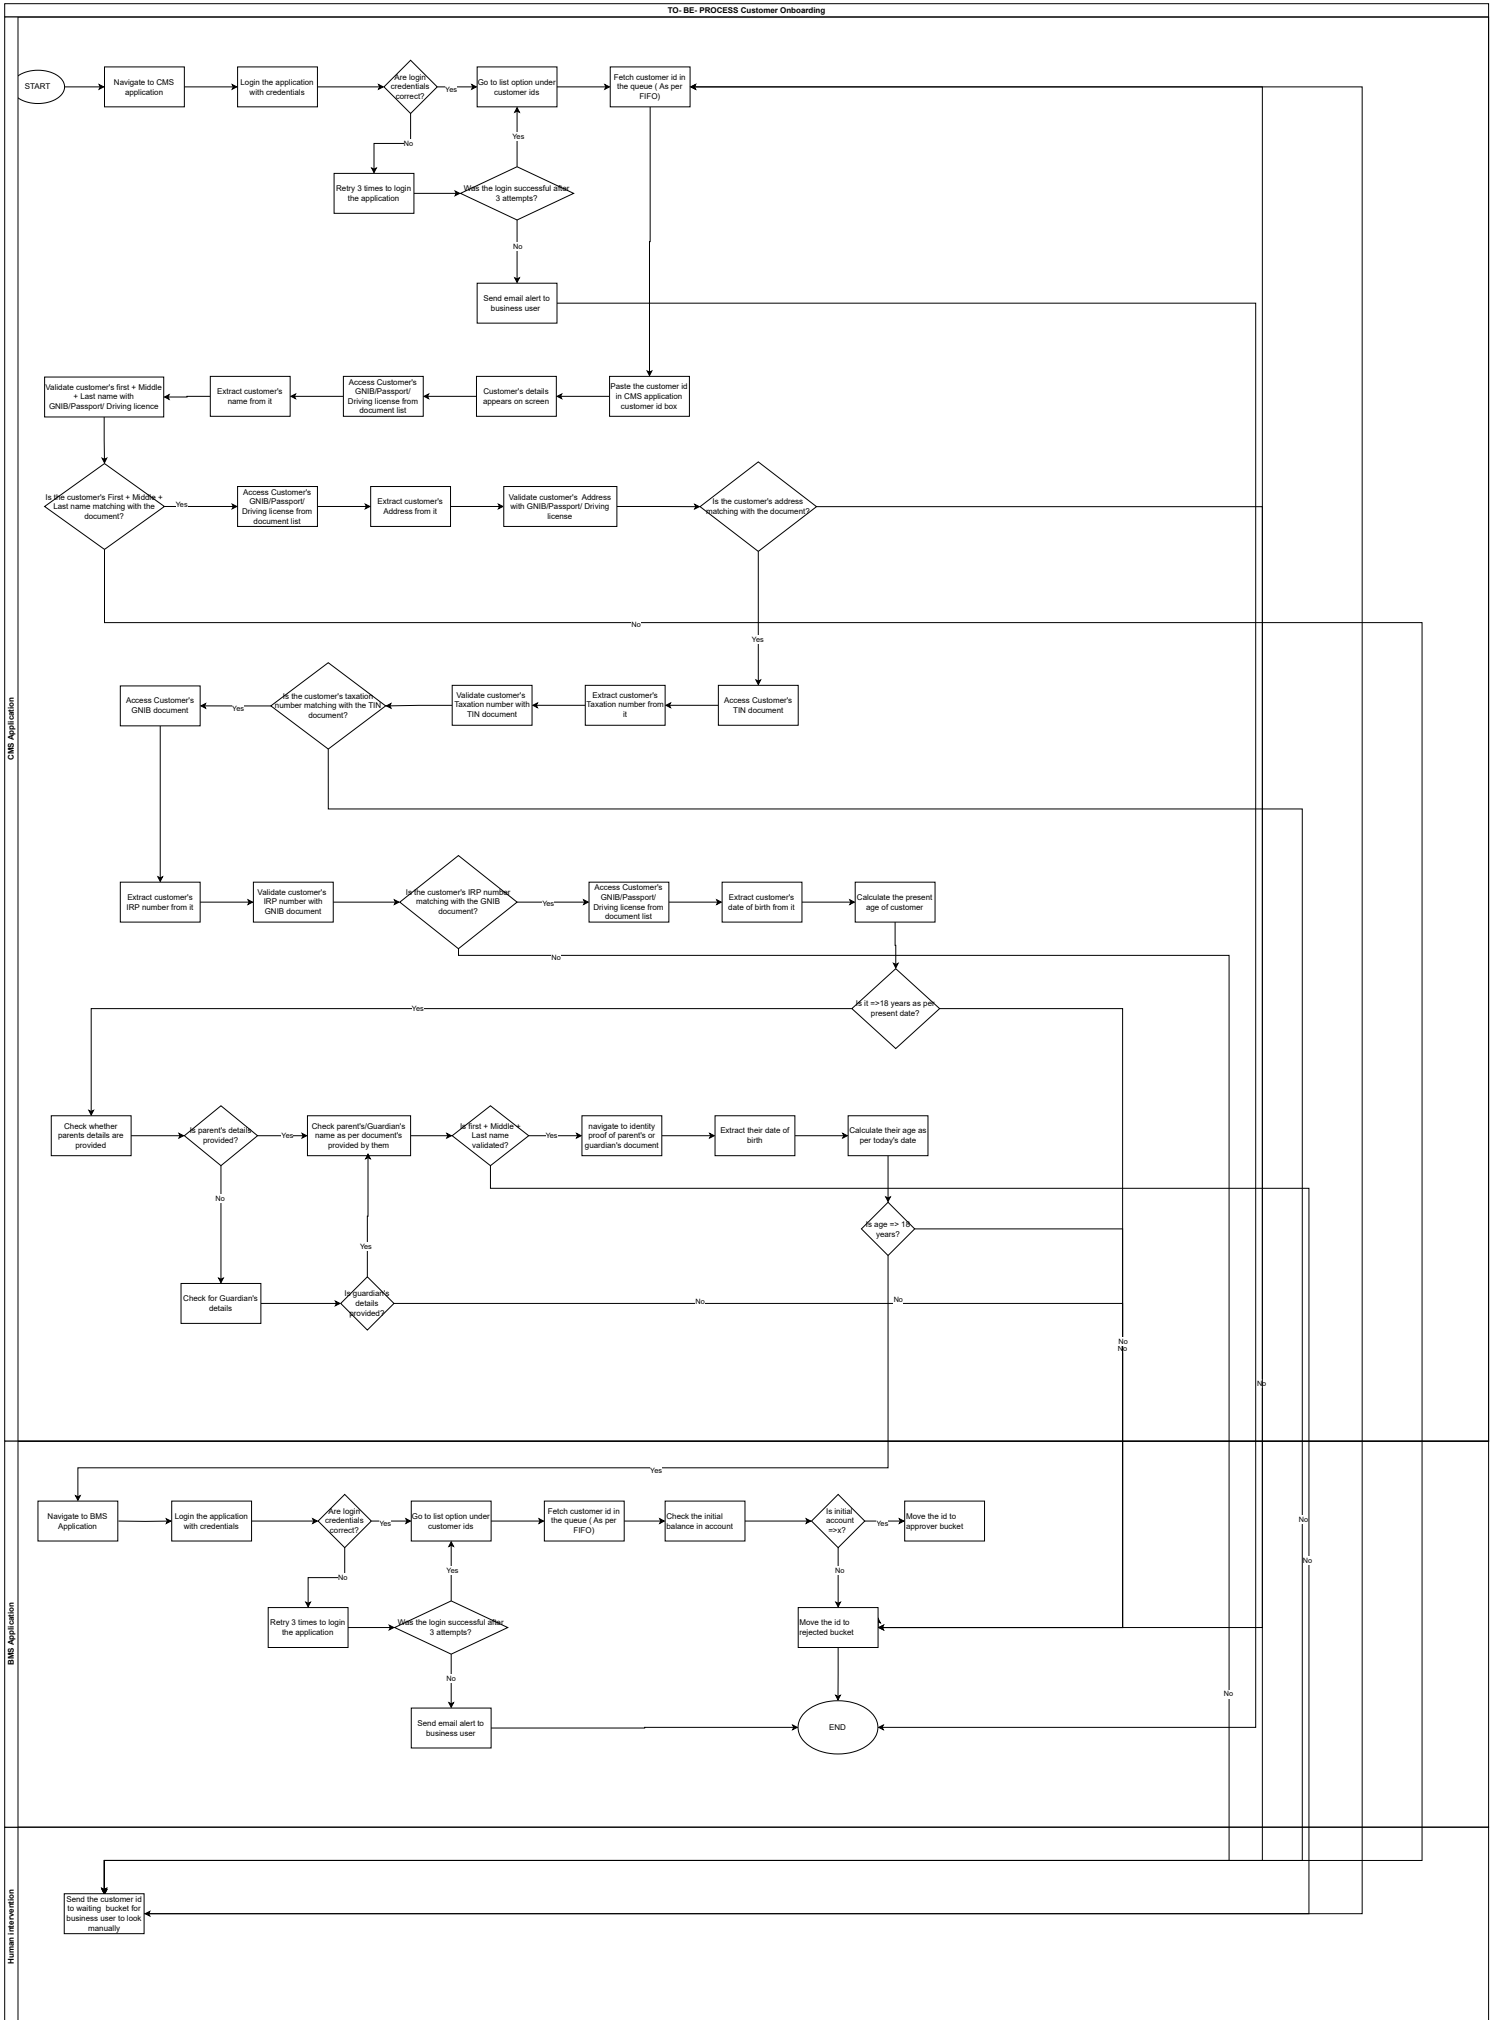 TO- BE- PROCESS Customer Onboarding
CMS Application
START
Navigate to CMS
application
Login the application
with credentials
Are login
credentials
correct?
Yes
Go to list option under
customer ids
Fetch customer id in
the queue ( As per
FIFO)
No
Yes
Retry 3 times to login
the application
Was the login successful after
3 attempts?
No
Send email alert to
business user
Validate customer's first + Middle
+ Last name with
GNIB/Passport/ Driving licence
Extract customer's
name from it
Access Customer's
GNIB/Passport/
Driving license from
document list
Customer's details
appears on screen
Paste the customer id
in CMS application
customer id box
Is the customer's First + Middle +
Last name matching with the
document?
Yes
Access Customer's
GNIB/Passport/
Driving license from
document list
Extract customer's
Address from it
Validate customer's  Address
with GNIB/Passport/ Driving
license
Is the customer's address
matching with the document?
No
Yes
Access Customer's
GNIB document
Yes
Is the customer's taxation
number matching with the TIN
document?
Validate customer's
Taxation number with
TIN document
Extract customer's
Taxation number from
it
Access Customer's
TIN document
Extract customer's
IRP number from it
Validate customer's
IRP number with
GNIB document
Is the customer's IRP number
matching with the GNIB
document?
Yes
Access Customer's
GNIB/Passport/
Driving license from
document list
Extract customer's
date of birth from it
Calculate the present
age of customer
No
Is it =>18 years as per
present date?
Yes
Check whether
parents details are
provided
Is parent's details
provided?
Yes
Check parent's/Guardian's
name as per document's
provided by them
Is first + Middle +
Last name
validated?
Yes
navigate to identity
proof of parent's or
guardian's document
Extract their date of
birth
Calculate their age as
per today's date
No
Is age => 18
years?
Yes
Check for Guardian's
details
Is guardian's
details
provided?
No
No
No
No
No
BMS Application
Yes
Navigate to BMS
Application
Login the application
with credentials
Are login
credentials
correct?
Yes
Go to list option under
customer ids
Fetch customer id in
the queue ( As per
FIFO)
Check the initial
balance in account
Is initial
account
=>x?
Yes
Move the id to
approver bucket
No
No
No
Yes
No
Retry 3 times to login
the application
Was the login successful after
3 attempts?
Move the id to
rejected bucket
No
No
Send email alert to
business user
END
Human intervention
Send the customer id
to waiting  bucket for
business user to look
manually